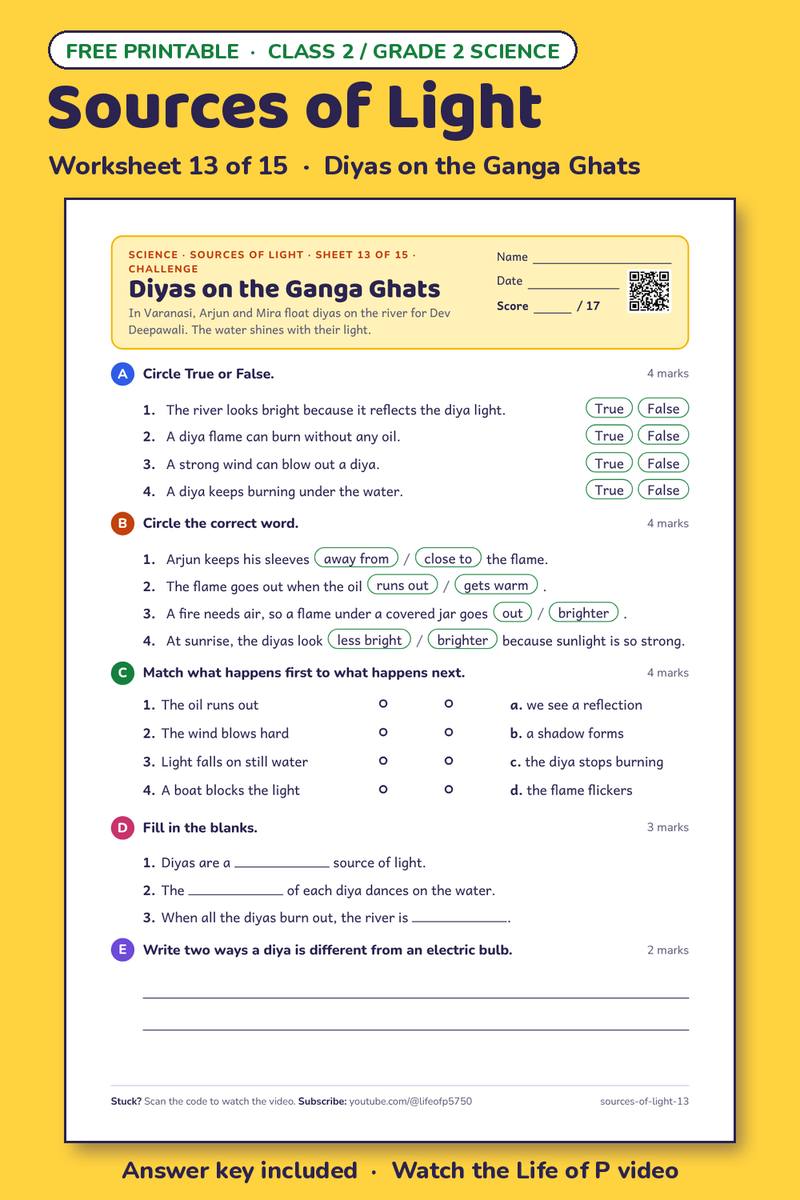 FREE PRINTABLE · CLASS 2 / GRADE 2 SCIENCE
Sources of Light
Worksheet 13 of 15 · Diyas on the Ganga Ghats
SCIENCE · SOURCES OF LIGHT · SHEET 13 OF 15 ·
CHALLENGE
Diyas on the Ganga Ghats
In Varanasi, Arjun and Mira float diyas on the river for Dev
Deepawali. The water shines with their light.
Name
Date
Score / 17
A Circle True or False. 4 marks
1. The river looks bright because it reflects the diya light. True False
2. A diya flame can burn without any oil. True False
3. A strong wind can blow out a diya. True False
4. A diya keeps burning under the water. True False
B Circle the correct word. 4 marks
1. Arjun keeps his sleeves away from / close to the flame.
2. The flame goes out when the oil runs out / gets warm .
3. A fire needs air, so a flame under a covered jar goes out / brighter .
4. At sunrise, the diyas look less bright / brighter because sunlight is so strong.
C Match what happens first to what happens next. 4 marks
1. The oil runs out a. we see a reflection
2. The wind blows hard b. a shadow forms
3. Light falls on still water c. the diya stops burning
4. A boat blocks the light d. the flame flickers
D Fill in the blanks. 3 marks
1. Diyas are a ____________ source of light.
2. The ____________ of each diya dances on the water.
3. When all the diyas burn out, the river is ____________.
E Write two ways a diya is different from an electric bulb. 2 marks
Stuck? Scan the code to watch the video. Subscribe: youtube.com/@lifeofp5750 sources-of-light-13
Answer key included · Watch the Life of P video